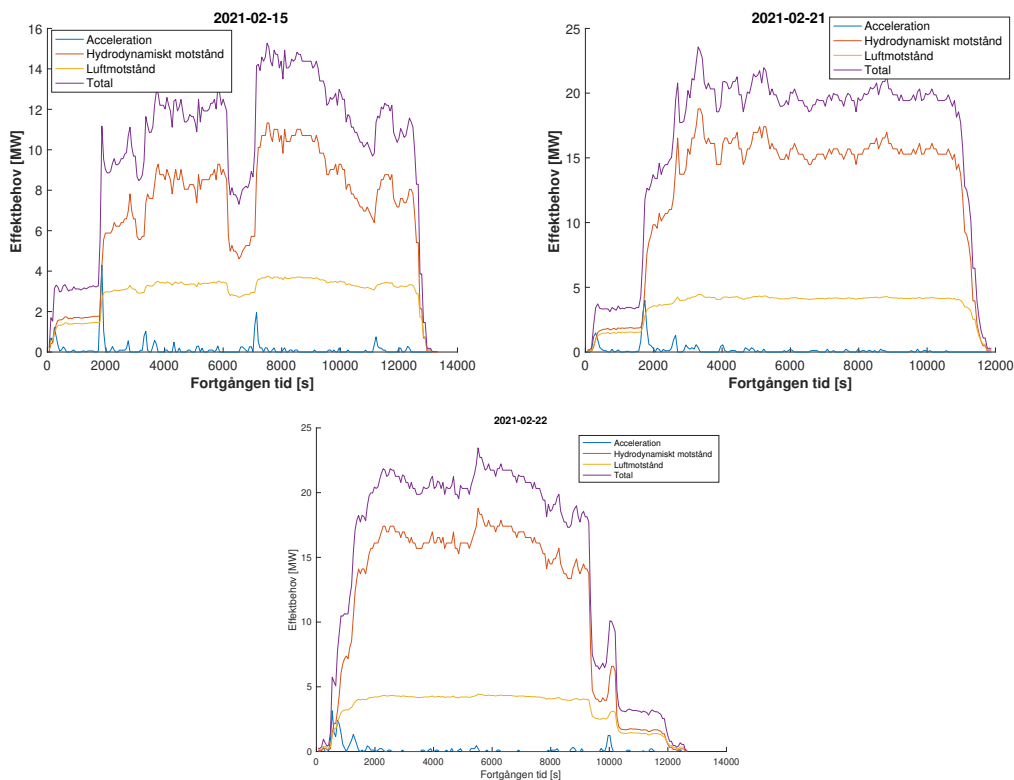 2021-02-15
16
14
12
10
8
6
4
2
0
Effektbehov [MW]
Acceleration
Hydrodynamiskt motstånd
Luftmotstånd
Total
0 2000 4000 6000 8000 10000 12000 14000
Fortgången tid [s]
2021-02-21
25
20
15
10
5
0
Effektbehov [MW]
Acceleration
Hydrodynamiskt motstånd
Luftmotstånd
Total
0 2000 4000 6000 8000 10000 12000
Fortgången tid [s]
2021-02-22
25
20
15
10
5
0
Effektbehov [MW]
Acceleration
Hydrodynamiskt motstånd
Luftmotstånd
Total
0 2000 4000 6000 8000 10000 12000 14000
Fortgången tid [s]